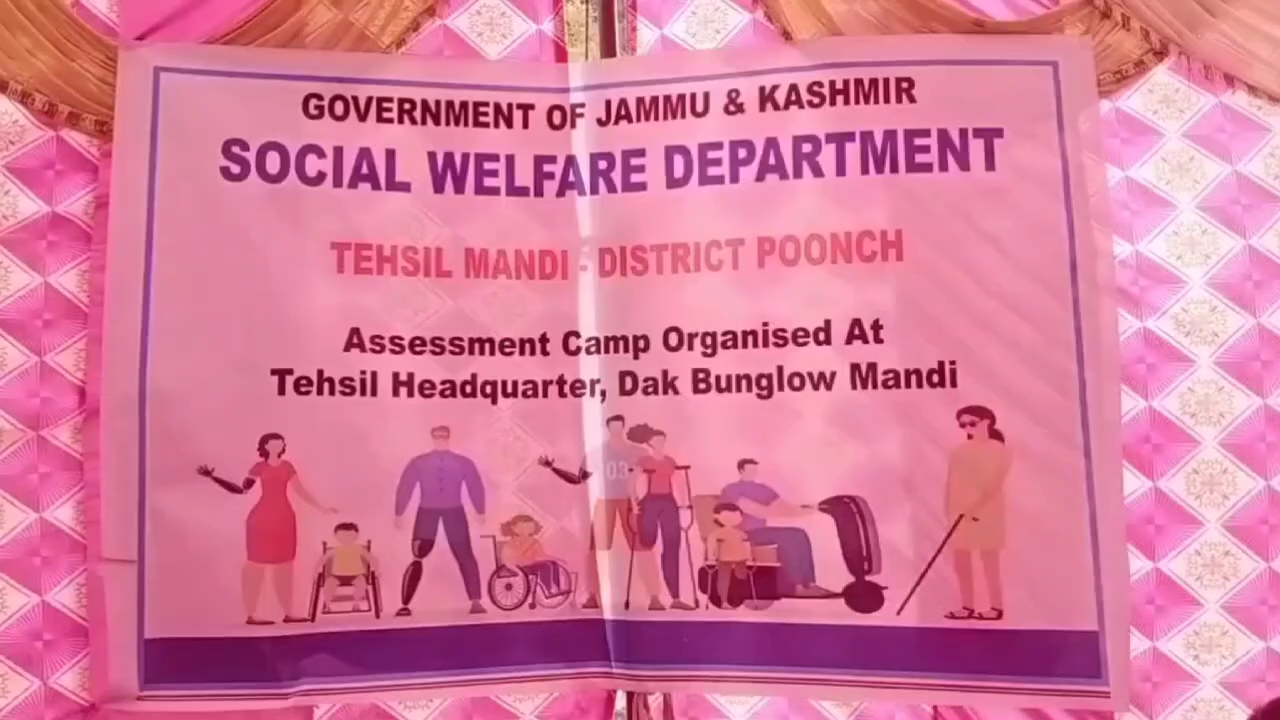 GOVERNMENT OF JAMMU & KASHMIR
SOCIAL WELFARE DEPARTMENT
TEHSIL MANDI - DISTRICT POONCH
Assessment Camp Organised At
Tehsil Headquarter, Dak Bunglow Mandi
03